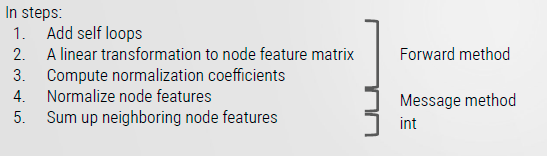 In steps:
1. Add self loops
2. A linear transformation to node feature matrix
3. Compute normalization coefficients
4. Normalize node features
5. Sum up neighboring node features
Forward method
Message method
int